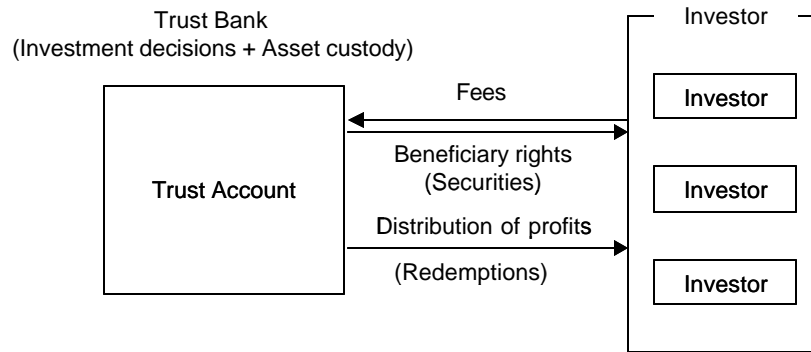 Trust Bank
(Investment decisions + Asset custody)
Investor
Fees
Investor
Beneficiary rights
(Securities)
Trust Account
Investor
Distribution of profits
(Redemptions)
Investor